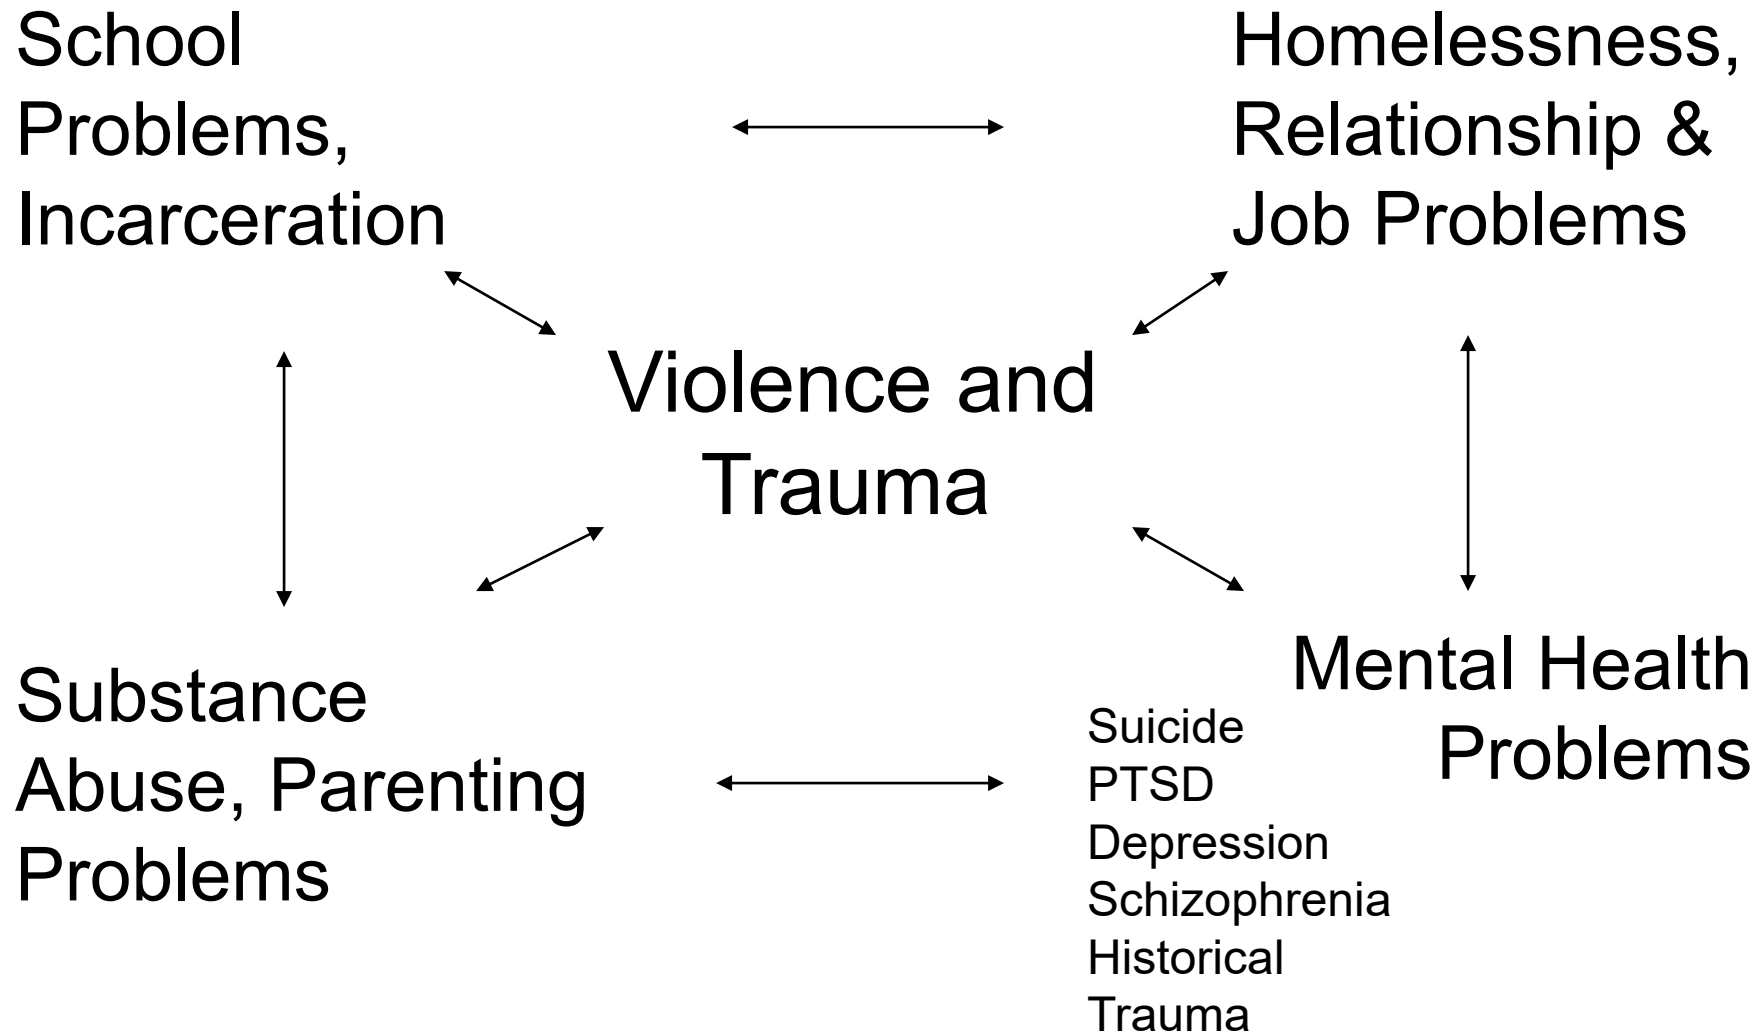 School
Problems,
Incarceration
Homelessness,
Relationship &
Job Problems
Violence and
Trauma
Substance
Abuse, Parenting
Problems
Mental Health
Problems
Suicide
PTSD
Depression
Schizophrenia
Historical
Trauma